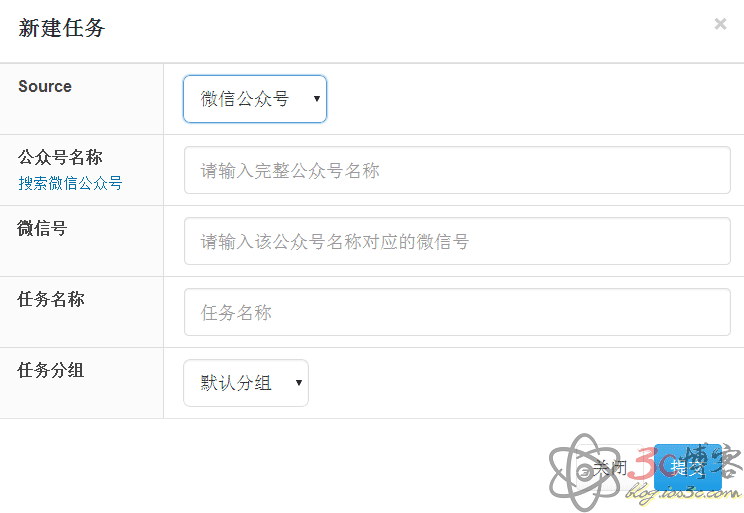 新建任务
×
Source
微信公众号
公众号名称
搜索微信公众号
请输入完整公众号名称
微信号
请输入该公众号名称对应的微信号
任务名称
任务名称
任务分组
默认分组
关闭
提交
3c博客
blog.ios3c.com